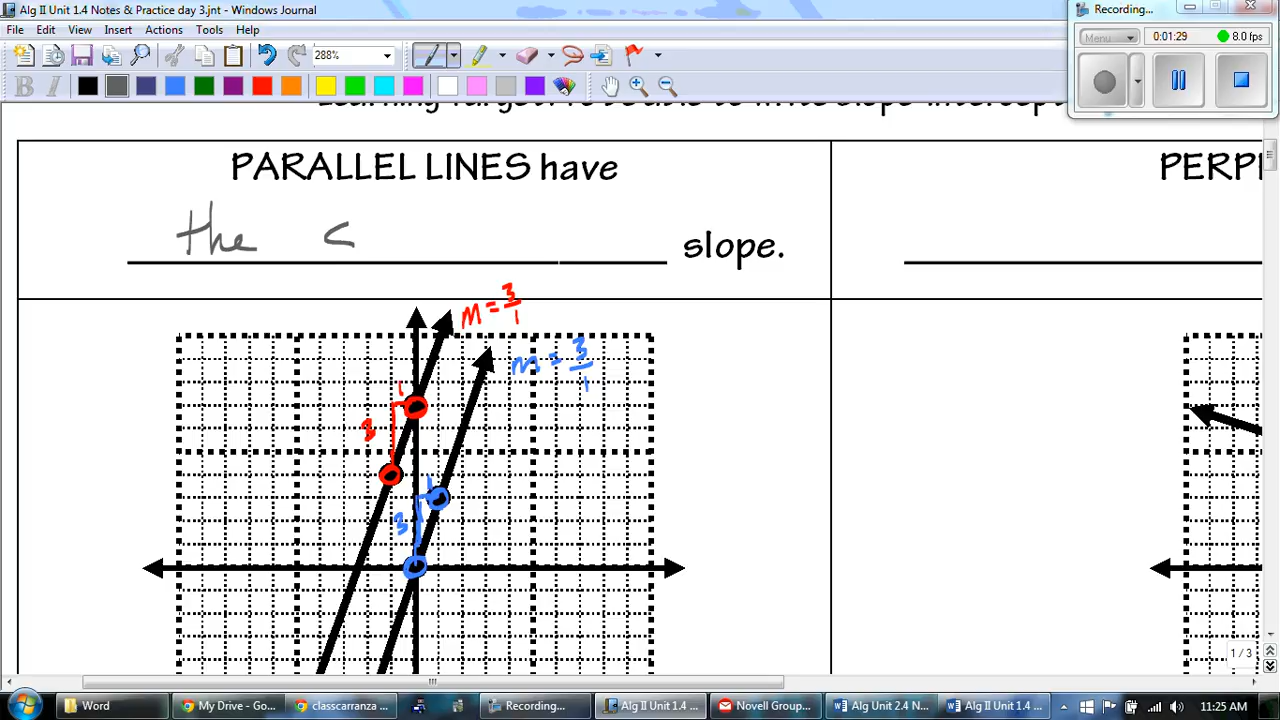 Alg II Unit 1.4 Notes & Practice day 3.jnt - Windows Journal
Recording...
File Edit View Insert Actions Tools Help
Menu 0:01:29 8.0 fps
288%
B I
PARALLEL LINES have
PERP
the
slope.
m = 3/1
m = 3/1
1
3
1
3
1 / 3
Word
My Drive - Go...
classcarranza ...
Recording...
Alg II Unit 1.4 ...
Novell Group...
Alg Unit 2.4 N...
Alg II Unit 1.4 ...
11:25 AM